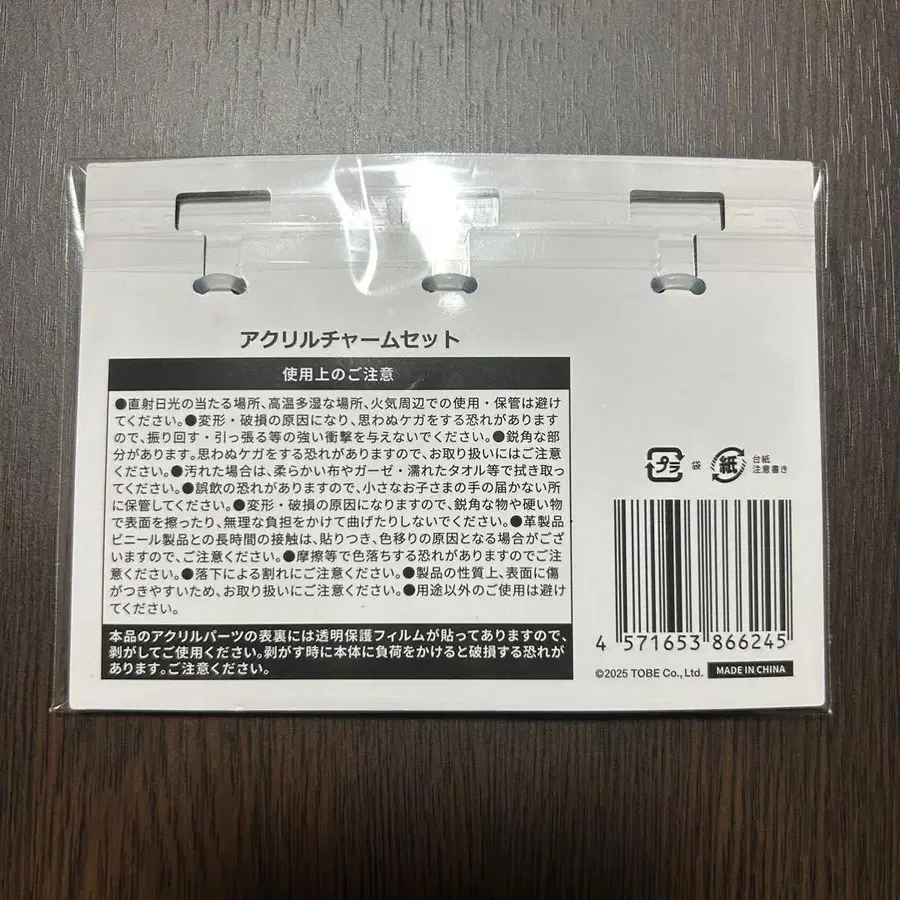 アクリルチャームセット
使用上のご注意
●直射日光の当たる場所、高温多湿な場所、火気周辺での使用・保管は避け
てください。●変形・破損の原因になり、思わぬケガをする恐れがあります
ので、振り回す・引っ張る等の強い衝撃を与えないでください。●鋭角な部
分があります。思わぬケガをする恐れがありますので、お取り扱いにはご注意
ください。●汚れた場合は、柔らかい布やガーゼ・濡れたタオル等で拭き取っ
てください。●誤飲の恐れがありますので、小さなお子さまの手の届かない所
に保管してください。●変形・破損の原因になりますので、鋭角な物や硬い物
で表面を擦ったり、無理な負担をかけて曲げたりしないでください。●革製品
ビニール製品との長時間の接触は、貼りつき、色移りの原因となる場合がござ
いますので、ご注意ください。●摩擦等で色落ちする恐れがありますのでご注
意ください。●落下による割れにご注意ください。●製品の性質上、表面に傷
がつきやすいため、お取り扱いにご注意ください。●用途以外のご使用は避け
てください。
本品のアクリルパーツの表裏には透明保護フィルムが貼ってありますので、
剥がしてご使用ください。剥がす時に本体に負荷をかけると破損する恐れが
あります。ご注意ください。
プラ 袋 紙 台紙
注意書き
4 571653 866245
©2025 TOBE Co., Ltd. MADE IN CHINA